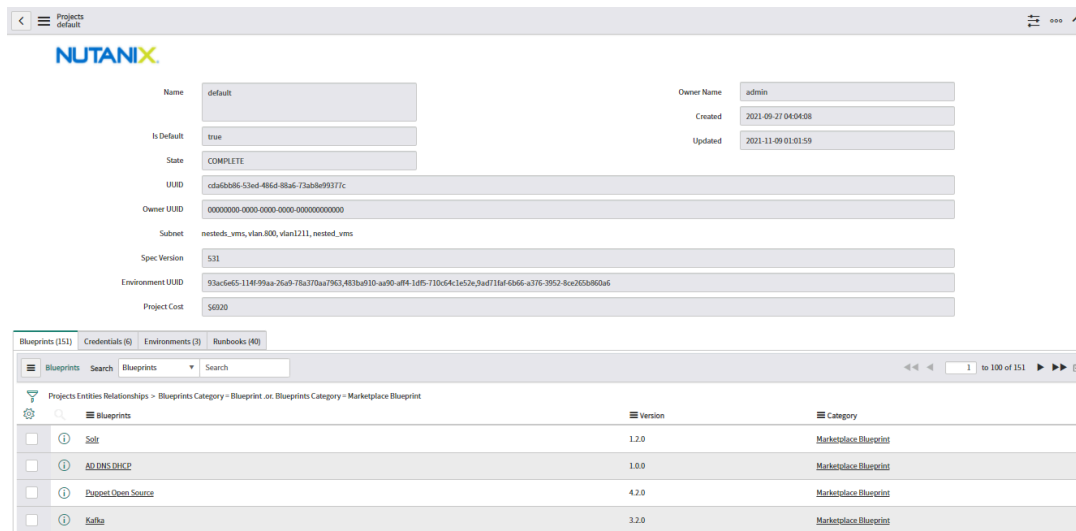 Projects
default
NUTANIX
Name default
Owner Name admin
Created 2021-09-27 04:04:08
Is Default true
Updated 2021-11-09 01:01:59
State COMPLETE
UUID cda6bb86-53ed-486d-88a6-73ab8e99377c
Owner UUID 00000000-0000-0000-0000-000000000000
Subnet nesteds_vms, vlan.800, vlan1211, nested_vms
Spec Version 531
Environment UUID 93ac6e65-114f-99aa-26a9-78a370aa7963,483ba910-aa90-aff4-1df5-710c64c1e52e,9ad71faf-6b66-a376-3952-8ce265b860a6
Project Cost $6920
Blueprints (151) Credentials (6) Environments (3) Runbooks (40)
Blueprints Search Blueprints Search 1 to 100 of 151
Projects Entities Relationships > Blueprints Category = Blueprint .or. Blueprints Category = Marketplace Blueprint
Blueprints Version Category
Solr 1.2.0 Marketplace Blueprint
AD DNS DHCP 1.0.0 Marketplace Blueprint
Puppet Open Source 4.2.0 Marketplace Blueprint
Kafka 3.2.0 Marketplace Blueprint